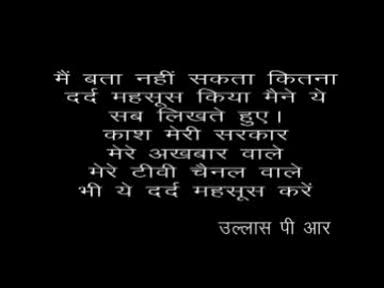 मैं बता नहीं सकता कितना
दर्द महसूस किया मैने ये
सब लिखते हुए।
काश मेरी सरकार
मेरे अखबार वाले
मेरे टीवी चैनल वाले
भी ये दर्द महसूस करें
उल्लास पी आर